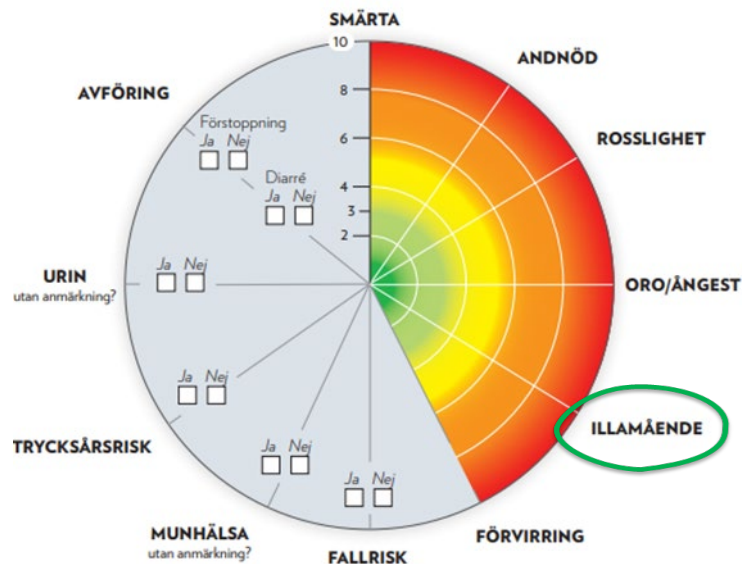 SMÄRTA
10
ANDNÖD
AVFÖRING
8
Förstoppning
Ja Nej
6
ROSSLIGHET
Diarré
Ja Nej
4
3
2
URIN
utan anmärkning?
Ja Nej
ORO/ÅNGEST
Ja Nej
TRYCKSÅRSRISK
ILLAMÅENDE
Ja Nej
MUNHÄLSA
utan anmärkning?
Ja Nej
FALLRISK
FÖRVIRRING